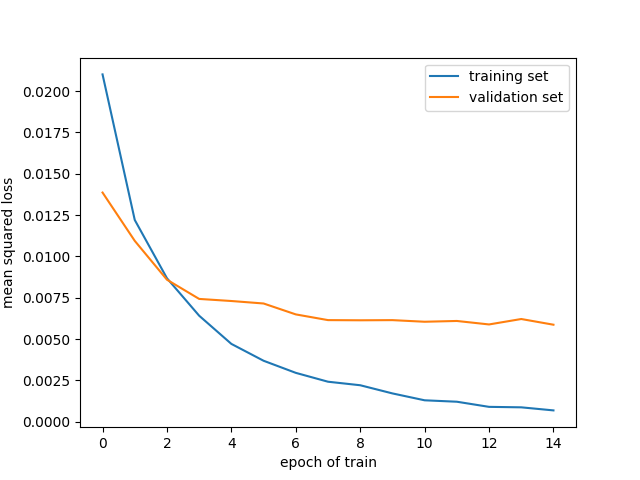 training set
validation set
0.0200
0.0175
0.0150
0.0125
0.0100
0.0075
0.0050
0.0025
0.0000
mean squared loss
0 2 4 6 8 10 12 14
epoch of train